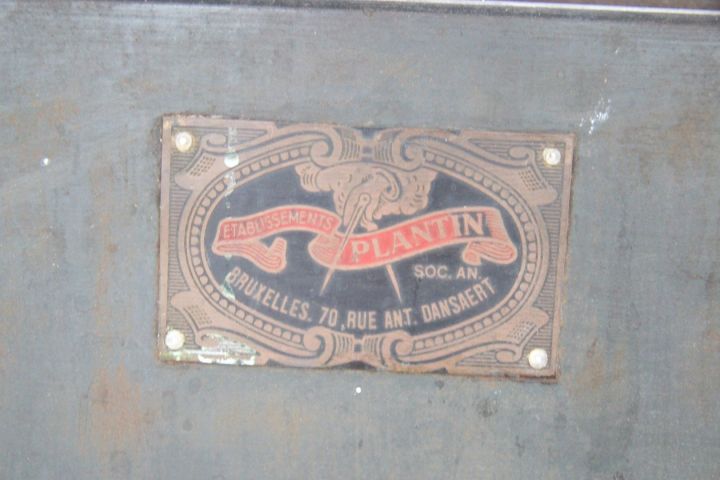 ETABLISSEMENTS
PLANTIN
SOC. AN.
BRUXELLES. 70, RUE ANT. DANSAERT